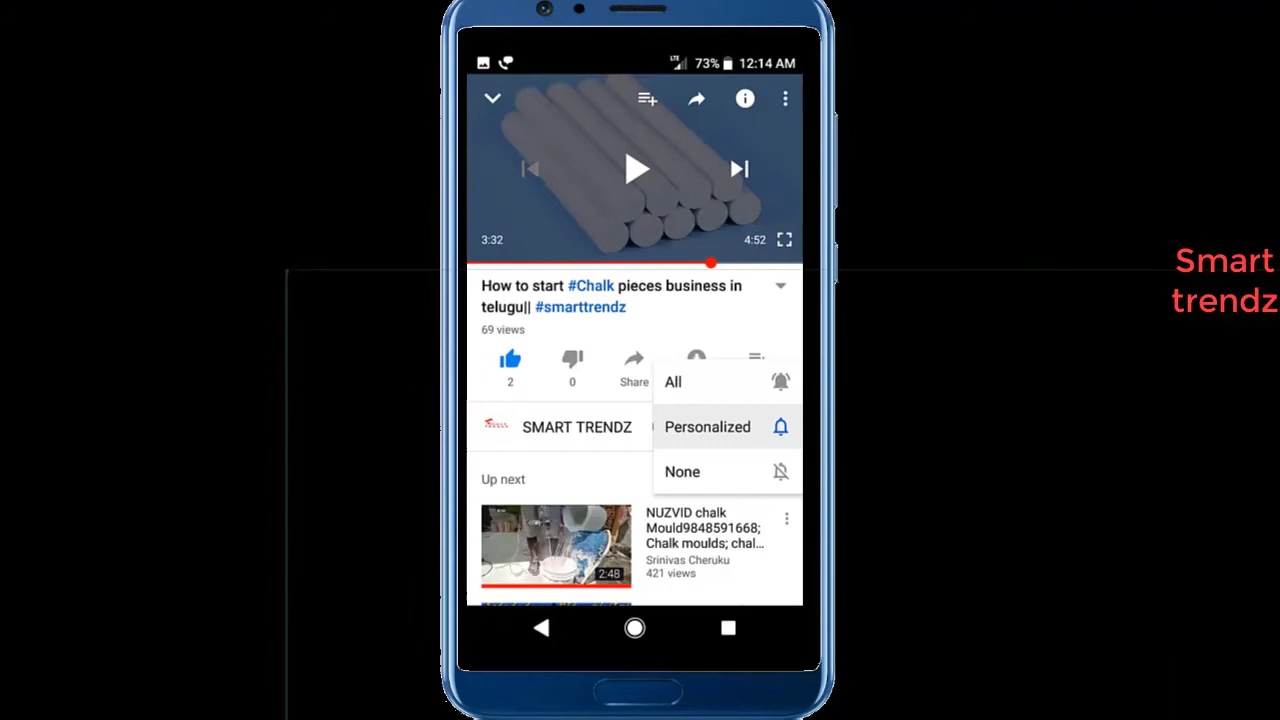 73% 12:14 AM
3:32
4:52
How to start #Chalk pieces business in
telugu|| #smarttrendz
69 views
2
0
Share
All
SMART TRENDZ
Personalized
None
Up next
NUZVID chalk
Mould9848591668;
Chalk moulds; chal...
Srinivas Cheruku
421 views
2:48
Smart
trendz